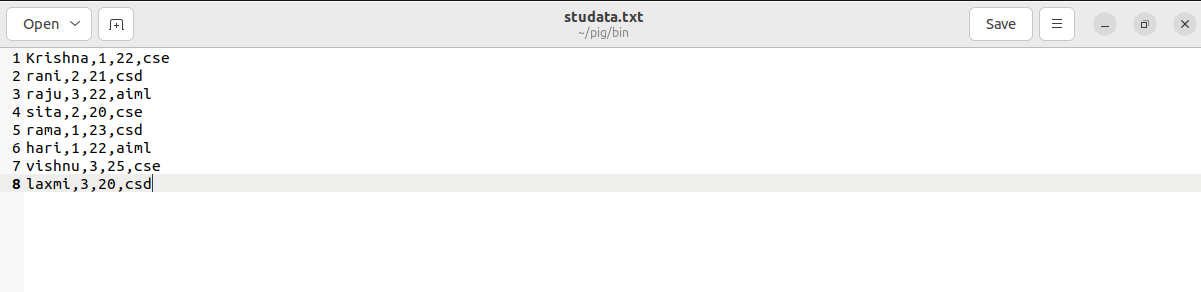 Open
studata.txt
~/pig/bin
Save
1 Krishna,1,22,cse
2 rani,2,21,csd
3 raju,3,22,aiml
4 sita,2,20,cse
5 rama,1,23,csd
6 hari,1,22,aiml
7 vishnu,3,25,cse
8 laxmi,3,20,csd